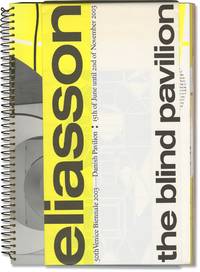 eliasson
50th Venice Biennale 2003 — Danish Pavilion : 15th of June until 2nd of November 2003
the blind pavilion